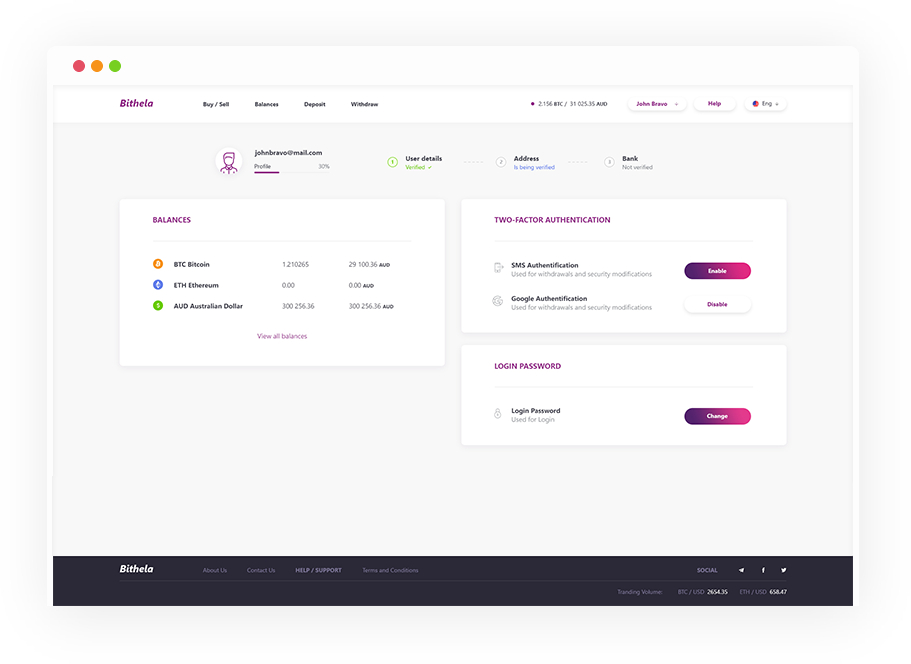 Bithela Buy / Sell Balances Deposit Withdraw 2.156 BTC / 31 025.35 AUD John Bravo Help Eng
johnbravo@mail.com
Profile 30%
1 User details
Verified
2 Address
Is being verified
3 Bank
Not verified
BALANCES
BTC Bitcoin 1.210265 29 100.36 AUD
ETH Ethereum 0.00 0.00 AUD
AUD Australian Dollar 300 256.36 300 256.36 AUD
View all balances
TWO-FACTOR AUTHENTICATION
SMS Authentification
Used for withdrawals and security modifications
Enable
Google Authentification
Used for withdrawals and security modifications
Disable
LOGIN PASSWORD
Login Password
Used for Login
Change
Bithela About Us Contact Us HELP / SUPPORT Terms and Conditions SOCIAL
Tranding Volume: BTC / USD 2654.35 ETH / USD 658.47